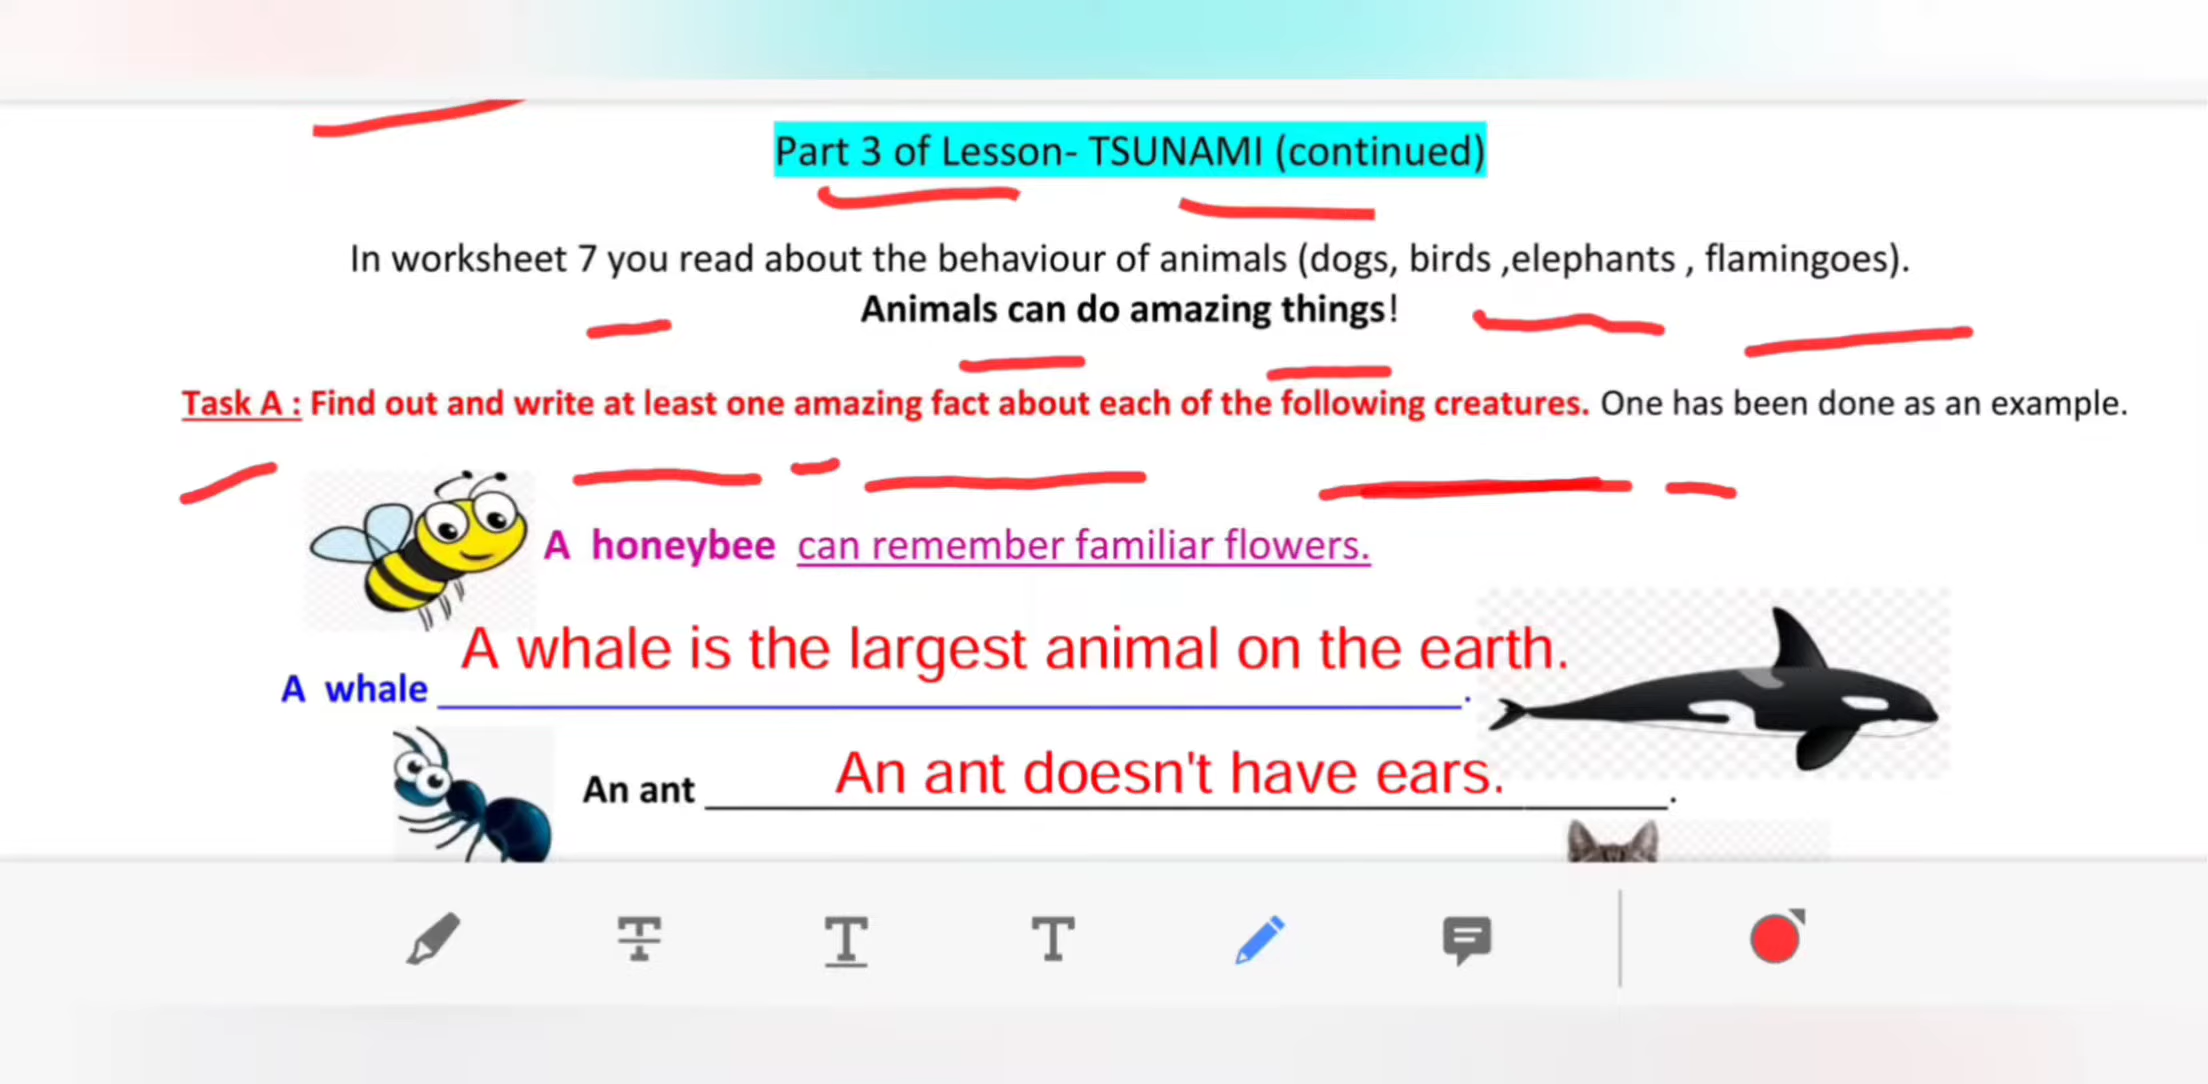 Part 3 of Lesson- TSUNAMI (continued)
In worksheet 7 you read about the behaviour of animals (dogs, birds ,elephants , flamingoes).
Animals can do amazing things!
Task A : Find out and write at least one amazing fact about each of the following creatures. One has been done as an example.
A honeybee can remember familiar flowers.
A whale is the largest animal on the earth.
A whale ______________________________.
An ant doesn't have ears.
An ant ______________________________.